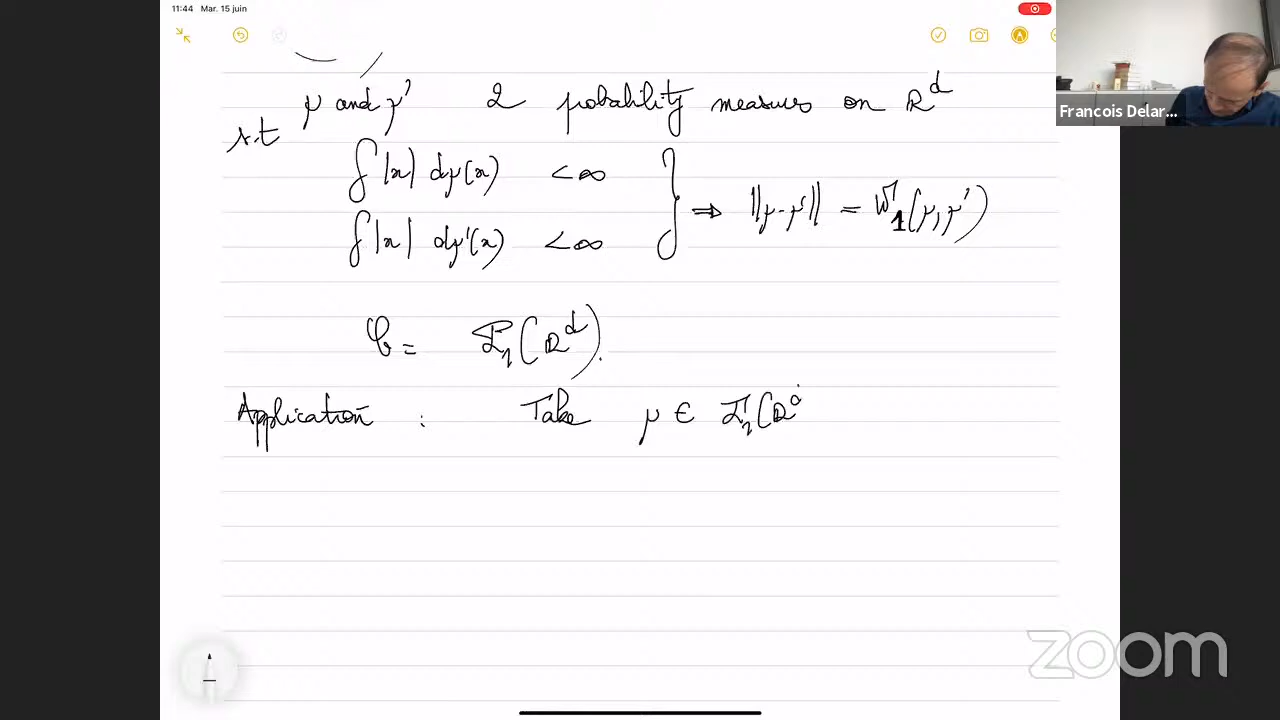 11:44 Mar. 15 juin
μ and μ' 2 probability measures on ℝ^d
s.t
∫|x| dμ(x) < ∞
∫|x| dμ'(x) < ∞ } ⇒ ||μ-μ'|| = W_1(μ,μ')
= P_1(ℝ^d).
Application : Take μ ∈ P_1(ℝ^d
Francois Delar...
zoom